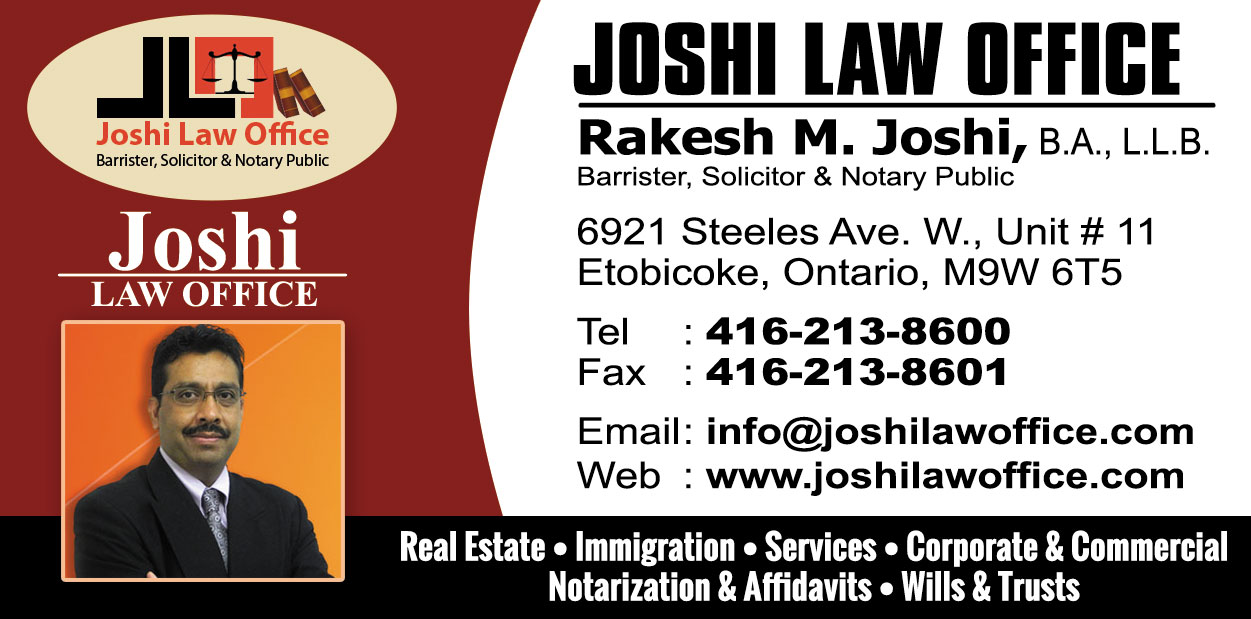 JL
Joshi Law Office
Barrister, Solicitor & Notary Public
Joshi
LAW OFFICE
JOSHI LAW OFFICE
Rakesh M. Joshi, B.A., L.L.B.
Barrister, Solicitor & Notary Public
6921 Steeles Ave. W., Unit # 11
Etobicoke, Ontario, M9W 6T5
Tel : 416-213-8600
Fax : 416-213-8601
Email: info@joshilawoffice.com
Web : www.joshilawoffice.com
Real Estate • Immigration • Services • Corporate & Commercial
Notarization & Affidavits • Wills & Trusts